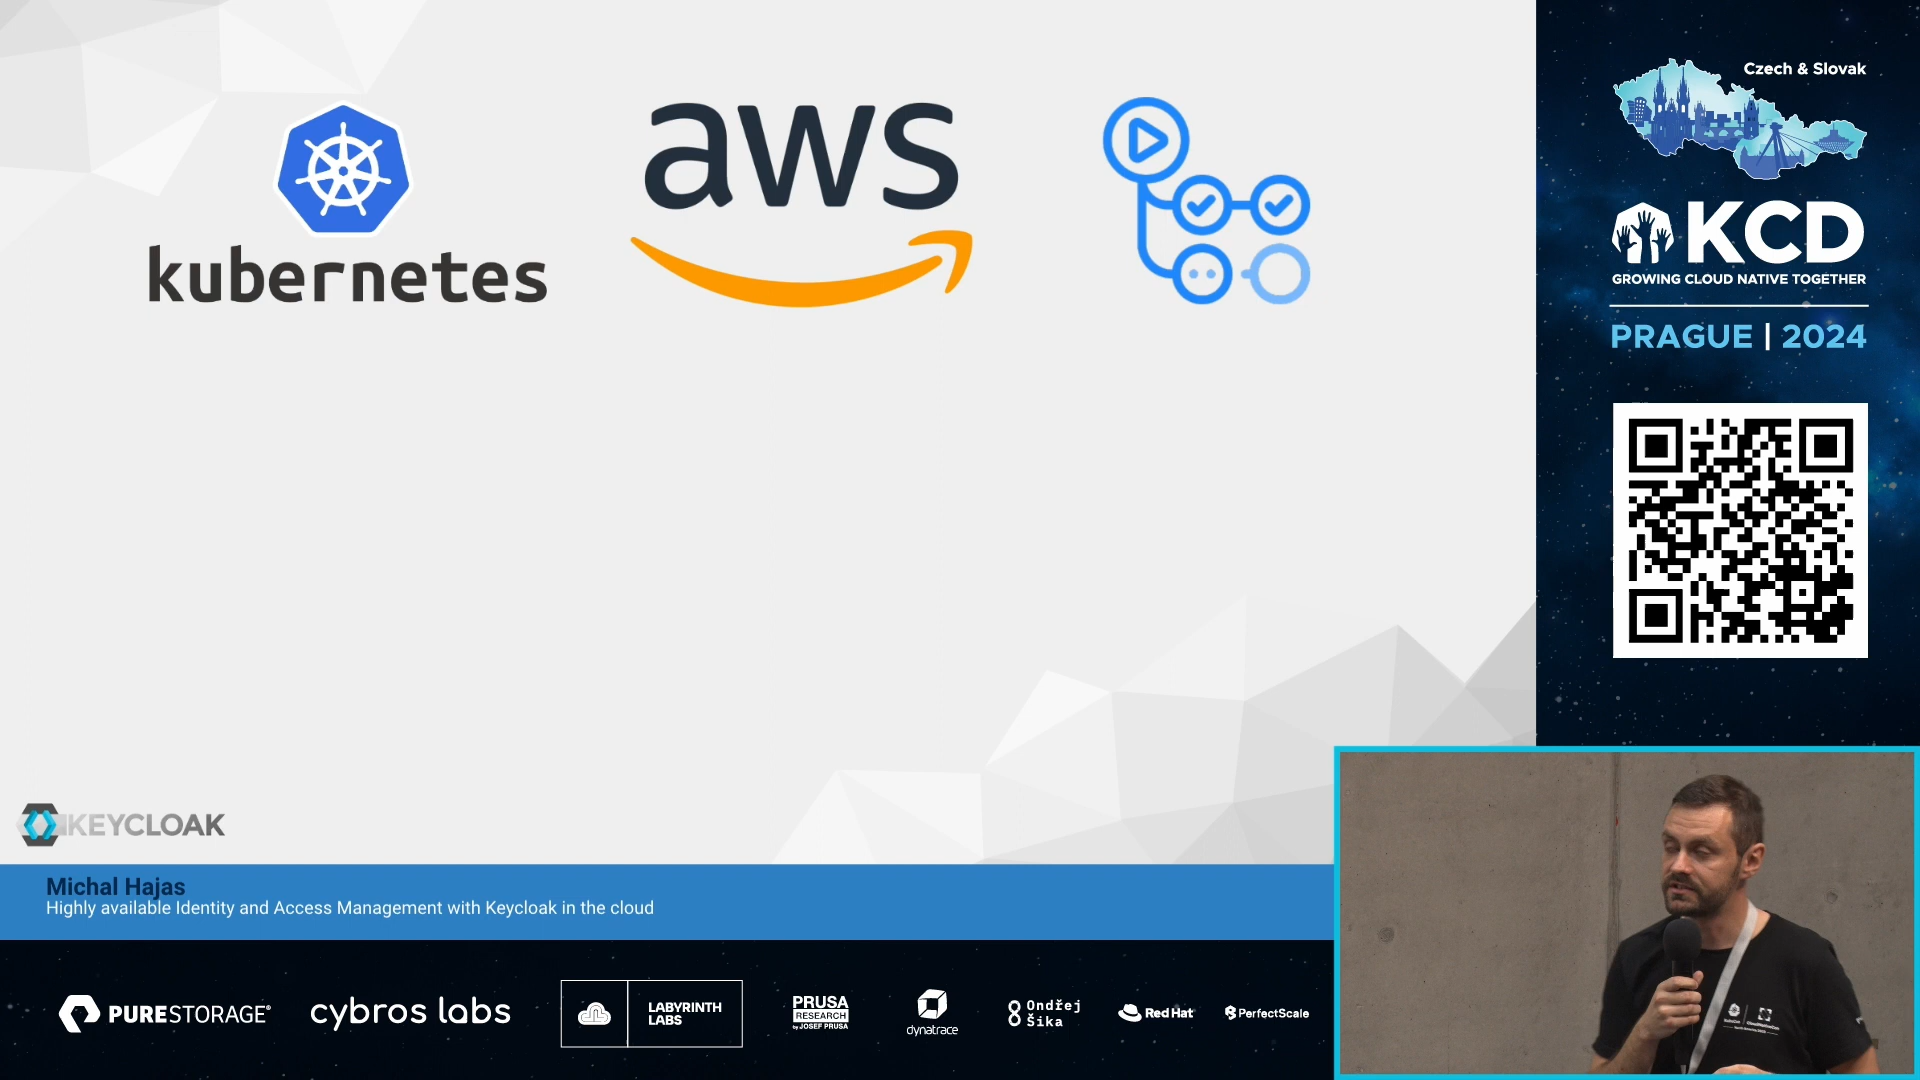 kubernetes
aws
KEYCLOAK
Michal Hajas
Highly available Identity and Access Management with Keycloak in the cloud
Czech & Slovak
KCD
GROWING CLOUD NATIVE TOGETHER
PRAGUE | 2024
PURESTORAGE®
cybros labs
LABYRINTH
LABS
PRUSA
RESEARCH
by JOSEF PRUSA
dynatrace
Ondřej
Šika
Red Hat
PerfectScale